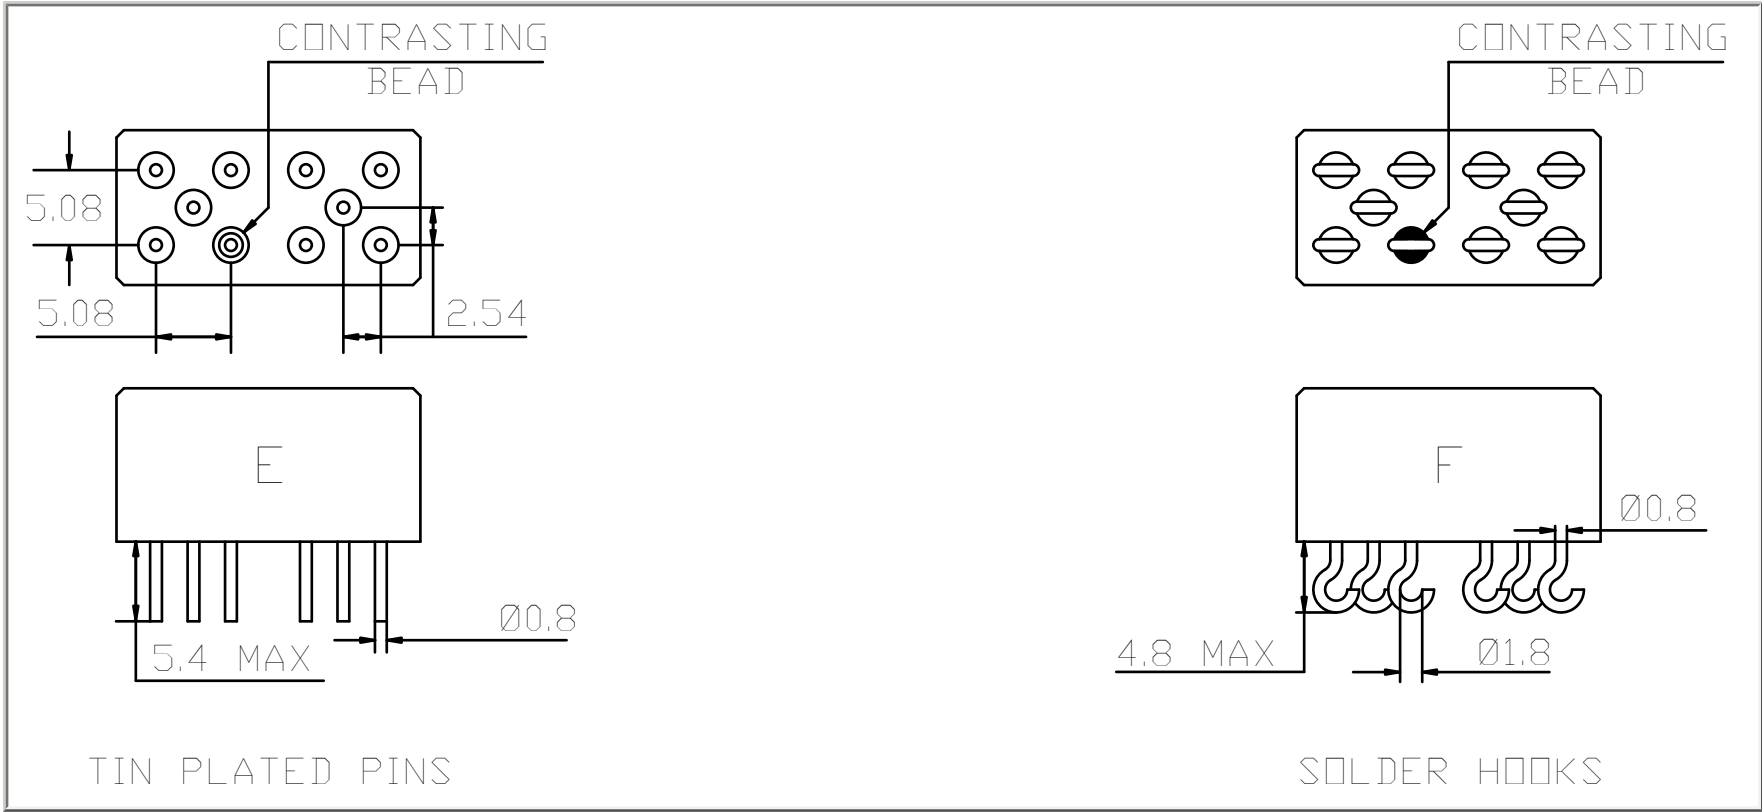 CONTRASTING
BEAD
5.08
5.08
2.54
E
Ø0.8
5.4 MAX
TIN PLATED PINS
CONTRASTING
BEAD
F
Ø0.8
4.8 MAX
Ø1.8
SOLDER HOOKS